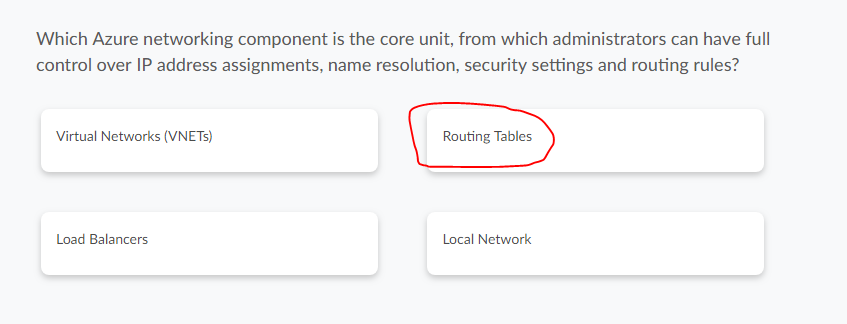 Which Azure networking component is the core unit, from which administrators can have full
control over IP address assignments, name resolution, security settings and routing rules?
Virtual Networks (VNETs)
Routing Tables
Load Balancers
Local Network